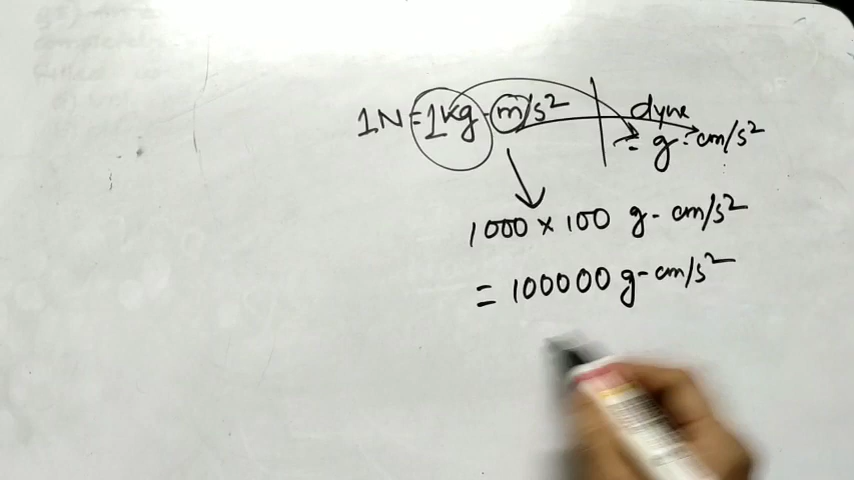 1N = 1kg - m/s²
dyne
= g - cm/s²
1000 × 100 g - cm/s²
= 100000 g - cm/s²